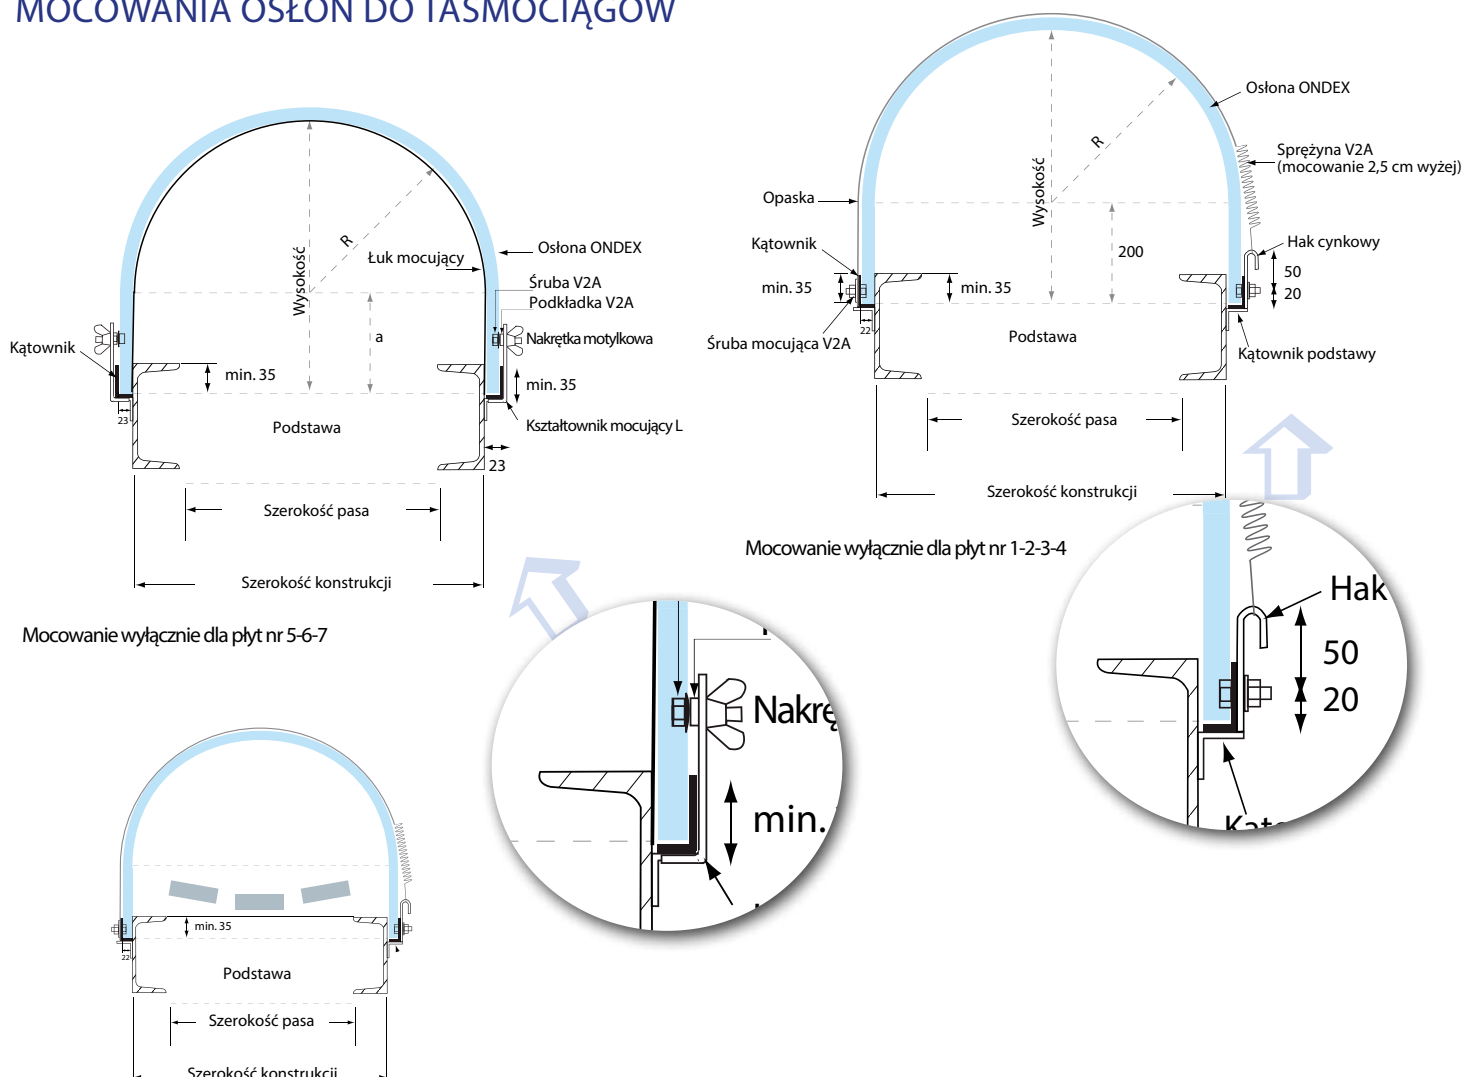 MOCOWANIA OSŁON DO TAŚMOCIĄGÓW
Wysokość
R
Łuk mocujący
Osłona ONDEX
Śruba V2A
Podkładka V2A
Nakrętka motylkowa
a
Kątownik
min. 35
min. 35
23
Podstawa
Kształtownik mocujący L
23
Szerokość pasa
Szerokość konstrukcji
Mocowanie wyłącznie dla płyt nr 5-6-7
Osłona ONDEX
R
Wysokość
Sprężyna V2A
(mocowanie 2,5 cm wyżej)
Opaska
Kątownik
200
Hak cynkowy
50
20
min. 35
min. 35
22
Śruba mocująca V2A
Podstawa
Kątownik podstawy
Szerokość pasa
Szerokość konstrukcji
Mocowanie wyłącznie dla płyt nr 1-2-3-4
Nakrę
min.
Hak
50
20
Kąto
min. 35
22
Podstawa
Szerokość pasa
Szerokość konstrukcji